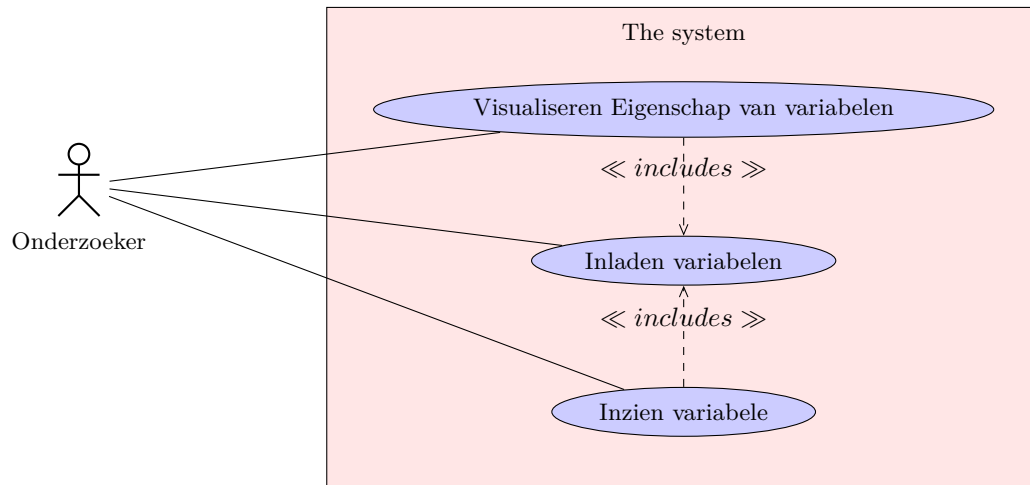 The system
Visualiseren Eigenschap van variabelen
≪ includes ≫
Onderzoeker
Inladen variabelen
≪ includes ≫
Inzien variabele